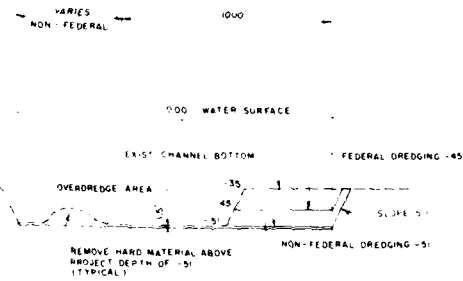 VARIES
NON-FEDERAL
1000'
WATER SURFACE
CHANNEL BOTTOM
FEDERAL DREDGING -45
OVERDREDGE AREA
-35
-45
-51
SLOPE
NON-FEDERAL DREDGING -51
REMOVE HARD MATERIAL ABOVE
PROJECT DEPTH OF -51
(TYPICAL)